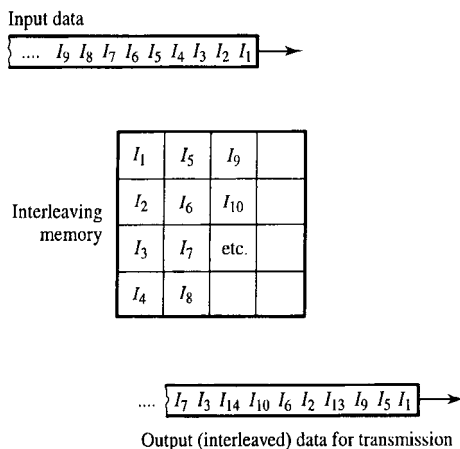 Input data
.... I9 I8 I7 I6 I5 I4 I3 I2 I1
I1 I5 I9
I2 I6 I10
Interleaving
memory
I3 I7 etc.
I4 I8
.... I7 I3 I14 I10 I6 I2 I13 I9 I5 I1
Output (interleaved) data for transmission